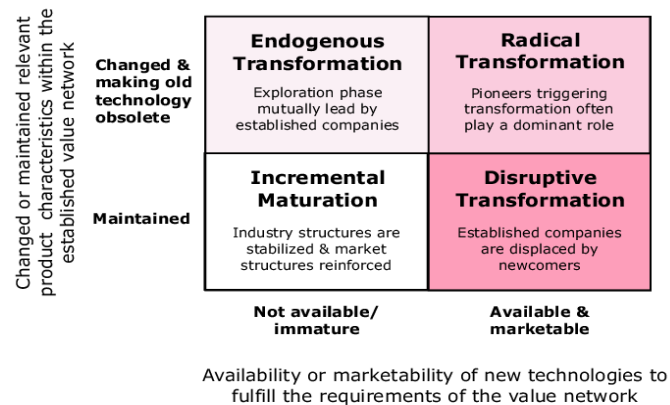 Changed or maintained relevant
product characteristics within the
established value network
Changed &
making old
technology
obsolete
Endogenous
Transformation
Exploration phase
mutually lead by
established companies
Radical
Transformation
Pioneers triggering
transformation often
play a dominant role
Maintained
Incremental
Maturation
Industry structures are
stabilized & market
structures reinforced
Disruptive
Transformation
Established companies
are displaced by
newcomers
Not available/
immature
Available &
marketable
Availability or marketability of new technologies to
fulfill the requirements of the value network